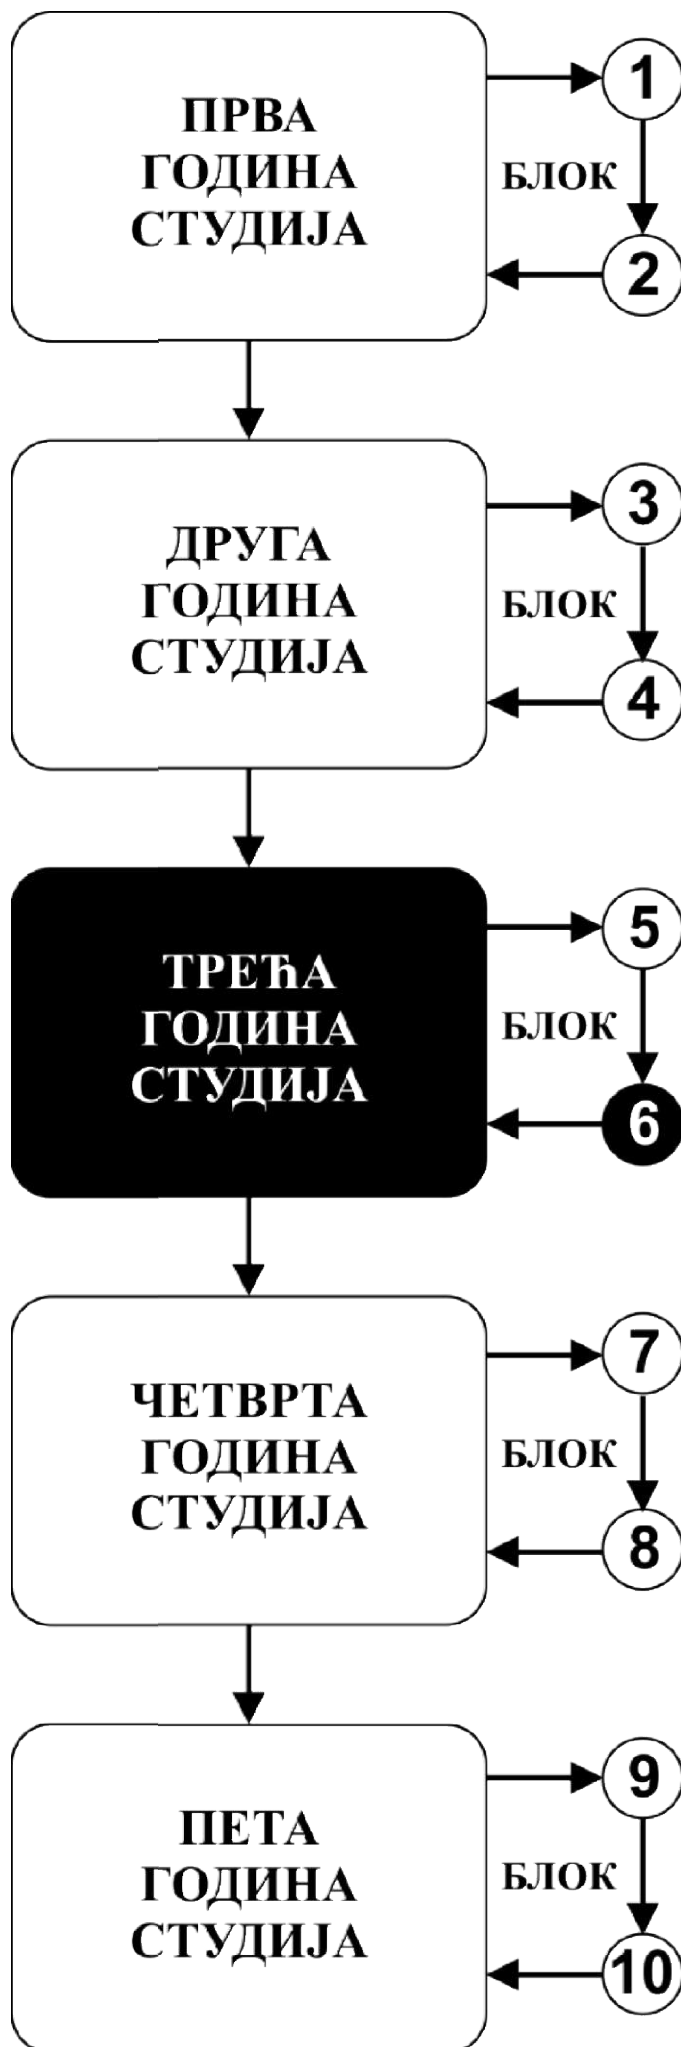 ПРВА
ГОДИНА
СТУДИЈА
1
БЛОК
2
ДРУГА
ГОДИНА
СТУДИЈА
3
БЛОК
4
ТРЕЋА
ГОДИНА
СТУДИЈА
5
БЛОК
6
ЧЕТВРТА
ГОДИНА
СТУДИЈА
7
БЛОК
8
ПЕТА
ГОДИНА
СТУДИЈА
9
БЛОК
10